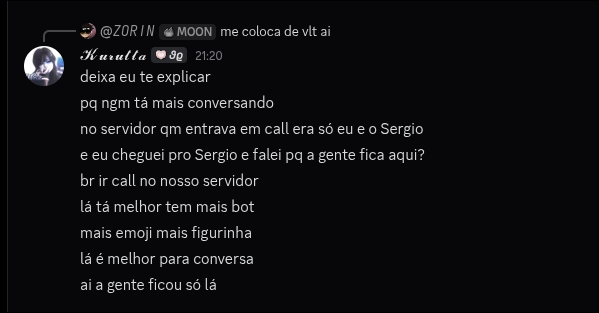 @ZORIN MOON me coloca de vlt ai
𝓚𝓾𝓻𝓾𝓽𝓽𝓪 21:20
deixa eu te explicar
pq ngm tá mais conversando
no servidor qm entrava em call era só eu e o Sergio
e eu cheguei pro Sergio e falei pq a gente fica aqui?
br ir call no nosso servidor
lá tá melhor tem mais bot
mais emoji mais figurinha
lá é melhor para conversa
ai a gente ficou só lá